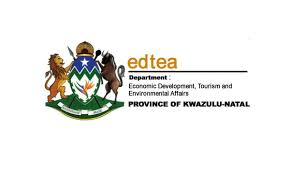 edtea
Department :
Economic Development, Tourism and
Environmental Affairs
PROVINCE OF KWAZULU-NATAL